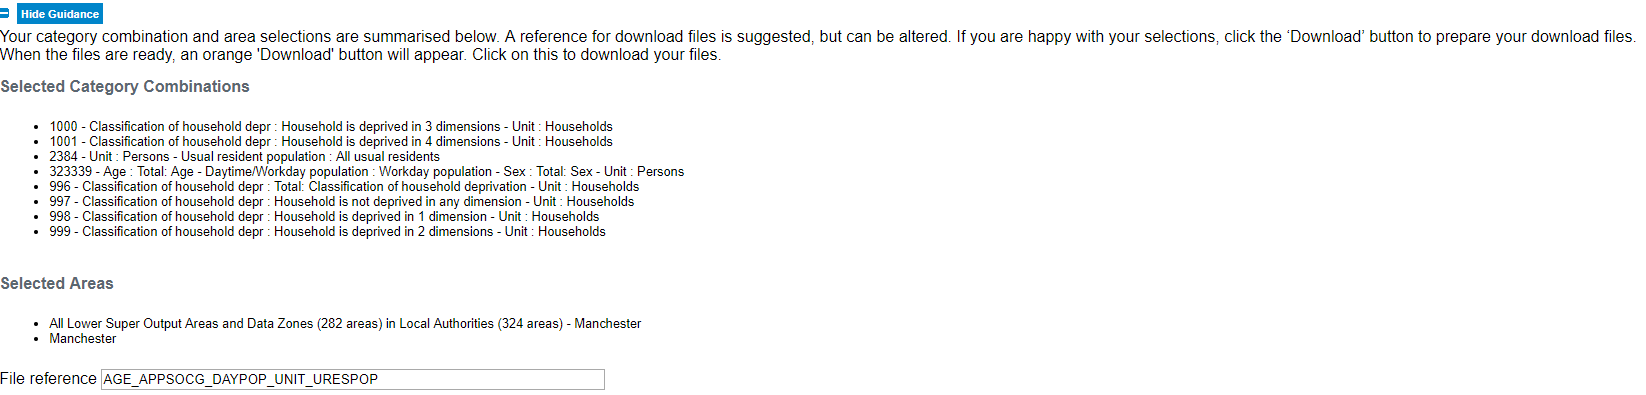 Hide Guidance
Your category combination and area selections are summarised below. A reference for download files is suggested, but can be altered. If you are happy with your selections, click the ‘Download’ button to prepare your download files.
When the files are ready, an orange 'Download' button will appear. Click on this to download your files.
Selected Category Combinations
1000 - Classification of household depr : Household is deprived in 3 dimensions - Unit : Households
1001 - Classification of household depr : Household is deprived in 4 dimensions - Unit : Households
2384 - Unit : Persons - Usual resident population : All usual residents
323339 - Age : Total: Age - Daytime/Workday population : Workday population - Sex : Total: Sex - Unit : Persons
996 - Classification of household depr : Total: Classification of household deprivation - Unit : Households
997 - Classification of household depr : Household is not deprived in any dimension - Unit : Households
998 - Classification of household depr : Household is deprived in 1 dimension - Unit : Households
999 - Classification of household depr : Household is deprived in 2 dimensions - Unit : Households
Selected Areas
All Lower Super Output Areas and Data Zones (282 areas) in Local Authorities (324 areas) - Manchester
Manchester
File reference AGE_APPSOCG_DAYPOP_UNIT_URESPOP